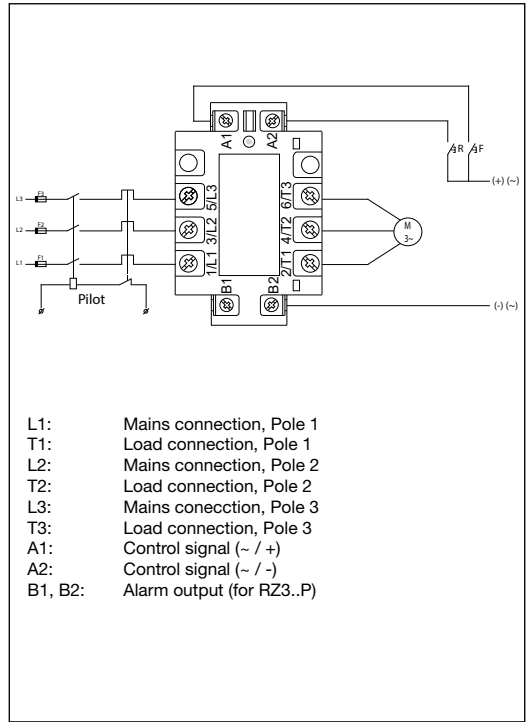 A1
A2
R
F
(+) (~)
L3
F3
5/L3
6/T3
L2
F2
3/L2
4/T2
M
3~
L1
F1
1/L1
2/T1
B1
B2
Pilot
(-) (~)
L1: Mains connection, Pole 1
T1: Load connection, Pole 1
L2: Mains connection, Pole 2
T2: Load connection, Pole 2
L3: Mains conecction, Pole 3
T3: Load connection, Pole 3
A1: Control signal (~ / +)
A2: Control signal (~ / -)
B1, B2: Alarm output (for RZ3..P)